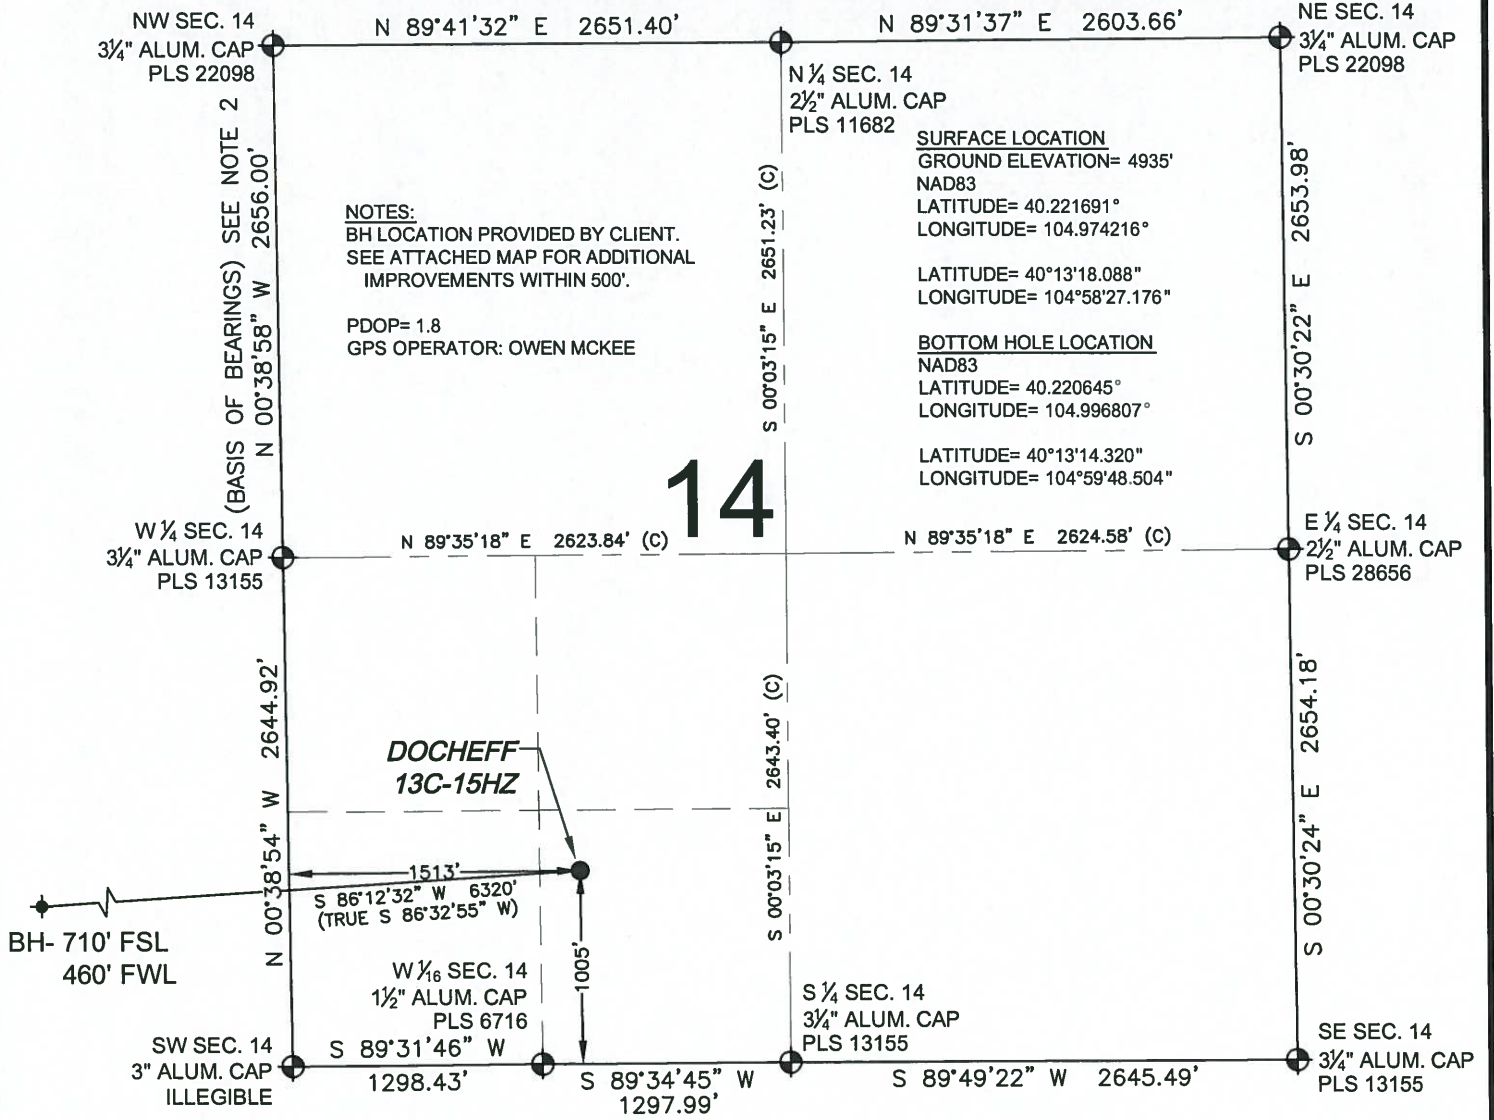 NW SEC. 14
3¼" ALUM. CAP
PLS 22098
N 89°41'32" E 2651.40'
N 89°31'37" E 2603.66'
NE SEC. 14
3¼" ALUM. CAP
PLS 22098
N ¼ SEC. 14
2½" ALUM. CAP
PLS 11682
(BASIS OF BEARINGS) SEE NOTE 2
N 00°38'58" W 2656.00'
NOTES:
BH LOCATION PROVIDED BY CLIENT.
SEE ATTACHED MAP FOR ADDITIONAL
IMPROVEMENTS WITHIN 500'.
PDOP= 1.8
GPS OPERATOR: OWEN MCKEE
S 00°03'15" E 2651.23' (C)
SURFACE LOCATION
GROUND ELEVATION= 4935'
NAD83
LATITUDE= 40.221691°
LONGITUDE= 104.974216°
LATITUDE= 40°13'18.088"
LONGITUDE= 104°58'27.176"
BOTTOM HOLE LOCATION
NAD83
LATITUDE= 40.220645°
LONGITUDE= 104.996807°
LATITUDE= 40°13'14.320"
LONGITUDE= 104°59'48.504"
S 00°30'22" E 2653.98'
14
W ¼ SEC. 14
3¼" ALUM. CAP
PLS 13155
N 89°35'18" E 2623.84' (C)
N 89°35'18" E 2624.58' (C)
E ¼ SEC. 14
2½" ALUM. CAP
PLS 28656
N 00°38'54" W 2644.92'
DOCHEFF
13C-15HZ
S 00°03'15" E 2643.40' (C)
S 00°30'24" E 2654.18'
1513'
S 86°12'32" W 6320'
(TRUE S 86°32'55" W)
BH- 710' FSL
460' FWL
1005'
W 1⁄16 SEC. 14
1½" ALUM. CAP
PLS 6716
S ¼ SEC. 14
3¼" ALUM. CAP
PLS 13155
SW SEC. 14
3" ALUM. CAP
ILLEGIBLE
S 89°31'46" W
1298.43'
S 89°34'45" W
1297.99'
S 89°49'22" W 2645.49'
SE SEC. 14
3¼" ALUM. CAP
PLS 13155